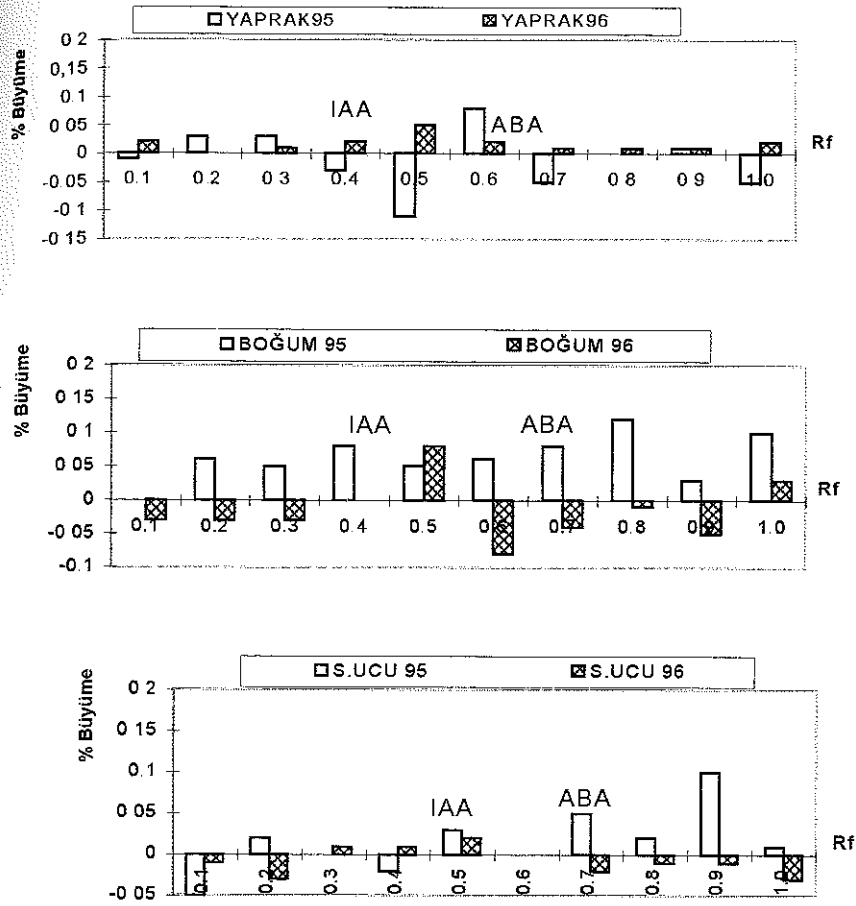 YAPRAK95 YAPRAK96
% Büyüme
0 2
0,15
0.1
0 05
0
-0.05
-0 1
-0 15
IAA
ABA
Rf
0.1 0 2 0.3 0.4 0.5 0.6 0.7 0 8 0 9 1.0
BOĞUM 95 BOĞUM 96
% Büyüme
0 2
0 15
0 1
0 05
0
-0 05
-0.1
IAA
ABA
Rf
0.1 0.2 0.3 0.4 0.5 0.6 0.7 0.8 0.9 1.0
S.UCU 95 S.UCU 96
% Büyüme
0 2
0 15
0.1
0 05
0
-0 05
IAA
ABA
Rf
0.1 0.2 0.3 0.4 0.5 0.6 0.7 0.8 0.9 1.0